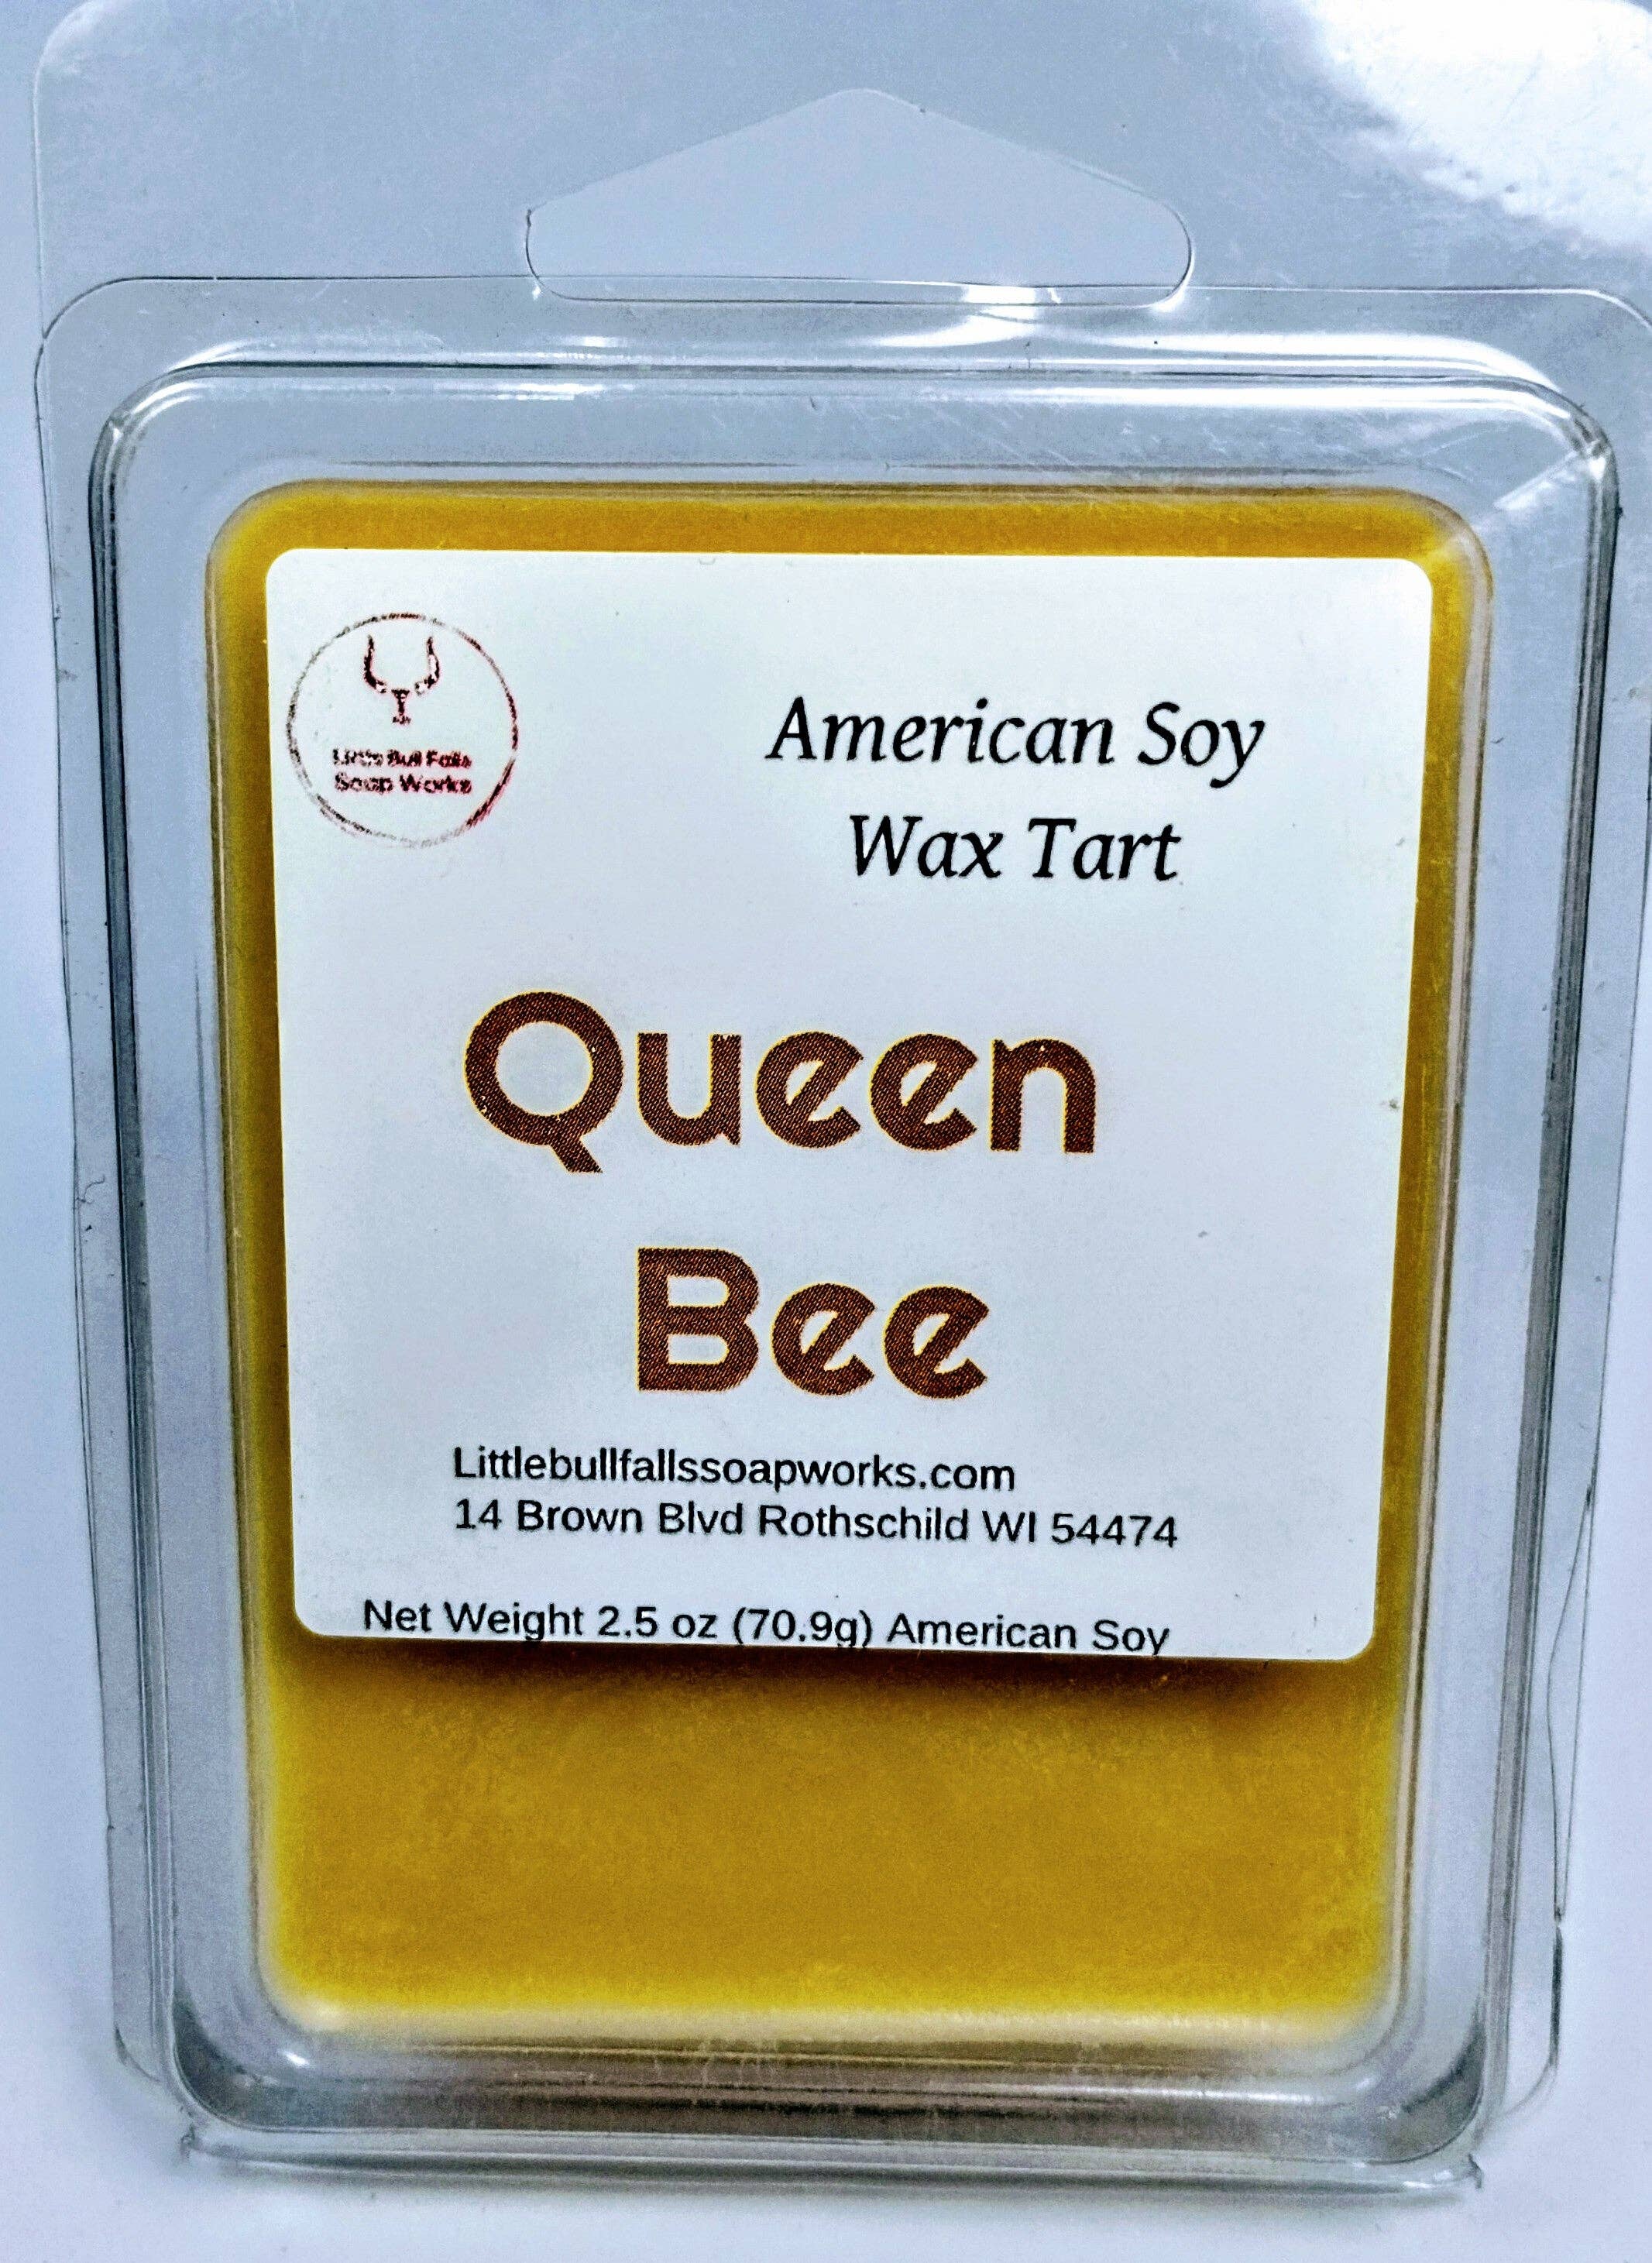 Little Bull Falls
Soap Works
American Soy
Wax Tart
Queen
Bee
Littlebullfallssoapworks.com
14 Brown Blvd Rothschild WI 54474
Net Weight 2.5 oz (70.9g) American Soy